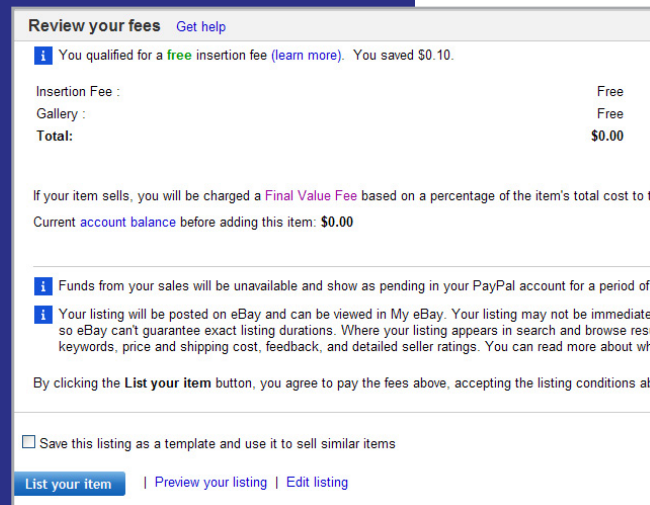 Review your fees Get help
You qualified for a free insertion fee (learn more). You saved $0.10.
Insertion Fee : Free
Gallery : Free
Total: $0.00
If your item sells, you will be charged a Final Value Fee based on a percentage of the item's total cost to
Current account balance before adding this item: $0.00
Funds from your sales will be unavailable and show as pending in your PayPal account for a period of
Your listing will be posted on eBay and can be viewed in My eBay. Your listing may not be
so eBay can't guarantee exact listing durations. Where your listing appears in search and browse
keywords, price and shipping cost, feedback, and detailed seller ratings. You can read more about
By clicking the List your item button, you agree to pay the fees above, accepting the listing conditions
Save this listing as a template and use it to sell similar items
List your item | Preview your listing | Edit listing